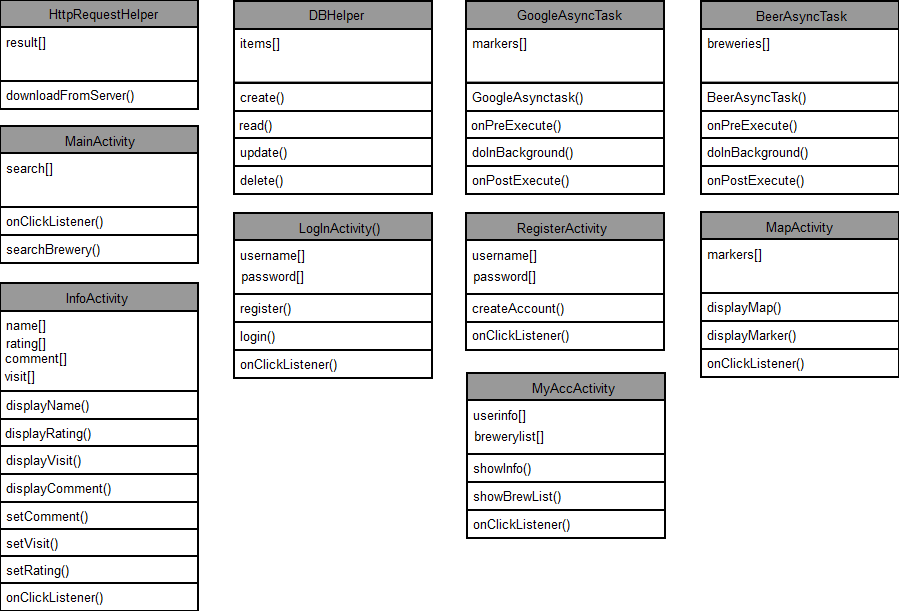 HttpRequestHelper
result[]
downloadFromServer()
DBHelper
items[]
create()
read()
update()
delete()
GoogleAsyncTask
markers[]
GoogleAsynctask()
onPreExecute()
doInBackground()
onPostExecute()
BeerAsyncTask
breweries[]
BeerAsyncTask()
onPreExecute()
doInBackground()
onPostExecute()
MainActivity
search[]
onClickListener()
searchBrewery()
LogInActivity()
username[]
password[]
register()
login()
onClickListener()
RegisterActivity
username[]
password[]
createAccount()
onClickListener()
MapActivity
markers[]
displayMap()
displayMarker()
onClickListener()
InfoActivity
name[]
rating[]
comment[]
visit[]
displayName()
displayRating()
displayVisit()
displayComment()
setComment()
setVisit()
setRating()
onClickListener()
MyAccActivity
userinfo[]
brewerylist[]
showInfo()
showBrewList()
onClickListener()